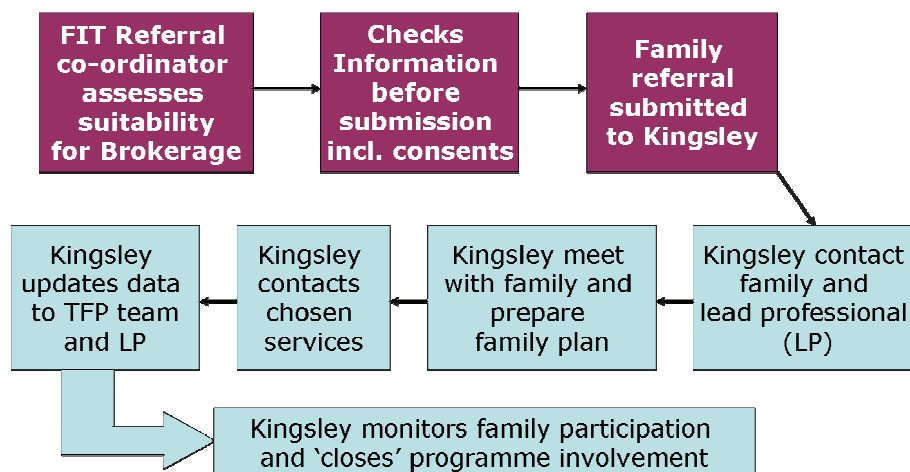 FIT Referral
co-ordinator
assesses
suitability
for Brokerage
Checks
Information
before
submission
incl. consents
Family
referral
submitted
to Kingsley
Kingsley contact
family and
lead professional
(LP)
Kingsley meet
with family and
prepare
family plan
Kingsley
contacts
chosen
services
Kingsley
updates data
to TFP team
and LP
Kingsley monitors family participation
and ‘closes’ programme involvement